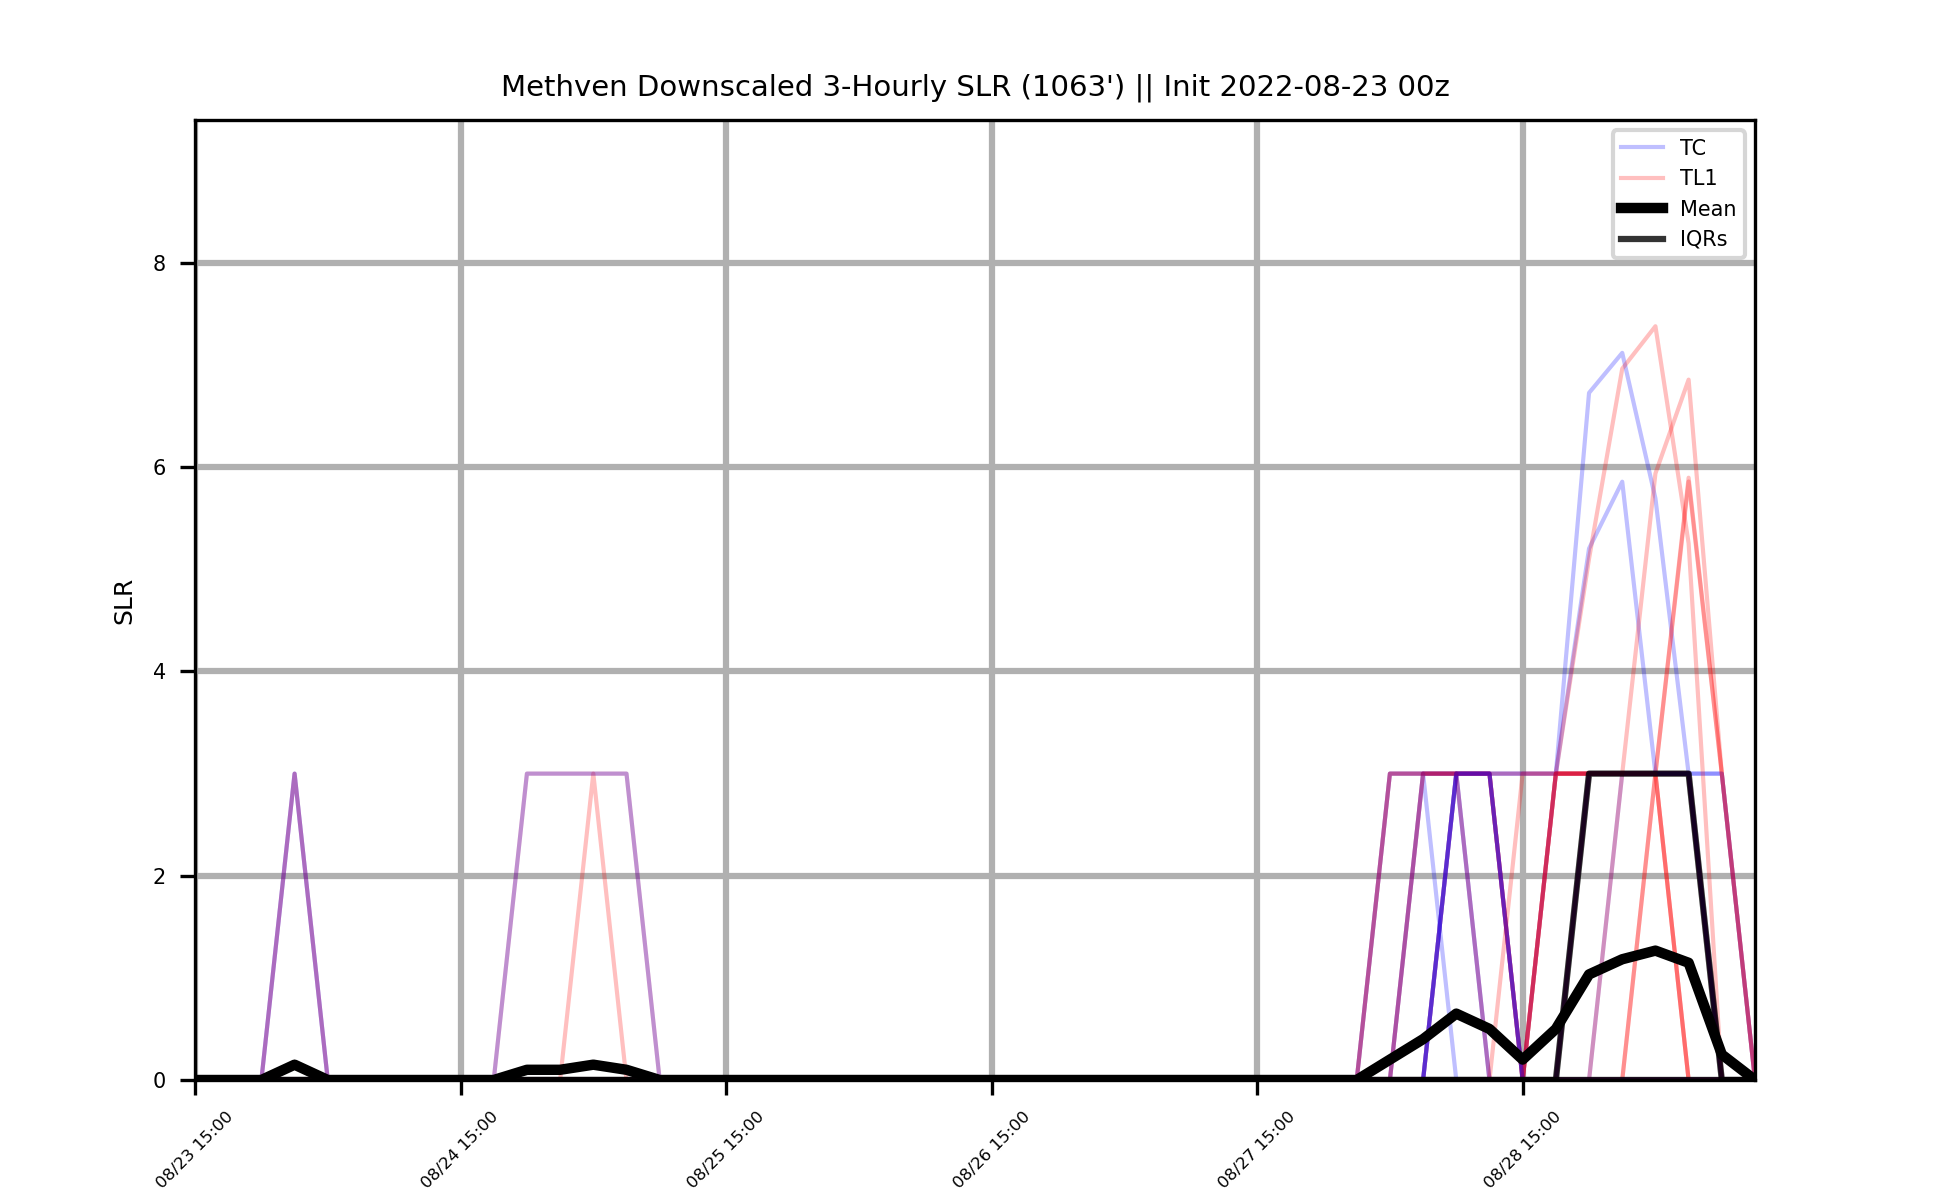 Methven Downscaled 3-Hourly SLR (1063') || Init 2022-08-23 00z
TC
TL1
Mean
IQRs
SLR
8
6
4
2
0
08/23 15:00
08/24 15:00
08/25 15:00
08/26 15:00
08/27 15:00
08/28 15:00